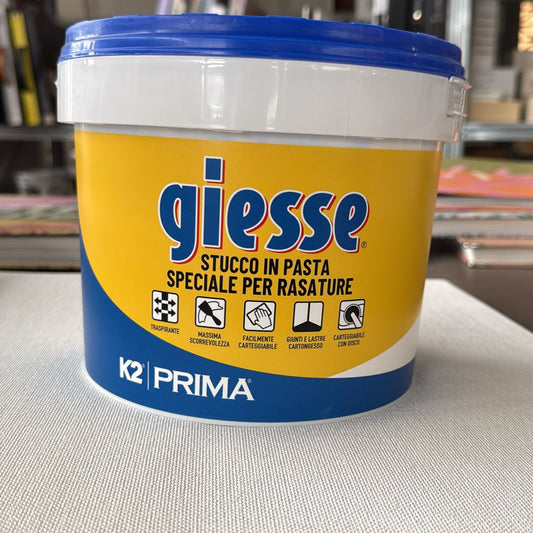 giesse®
STUCCO IN PASTA
SPECIALE PER RASATURE
TRASPIRANTE
MASSIMA
SCORREVOLEZZA
FACILMENTE
CARTEGGIABILE
GIUNTI E LASTRE
CARTONGESSO
CARTEGGIABILE
CON DISCO
K2® | PRIMA®